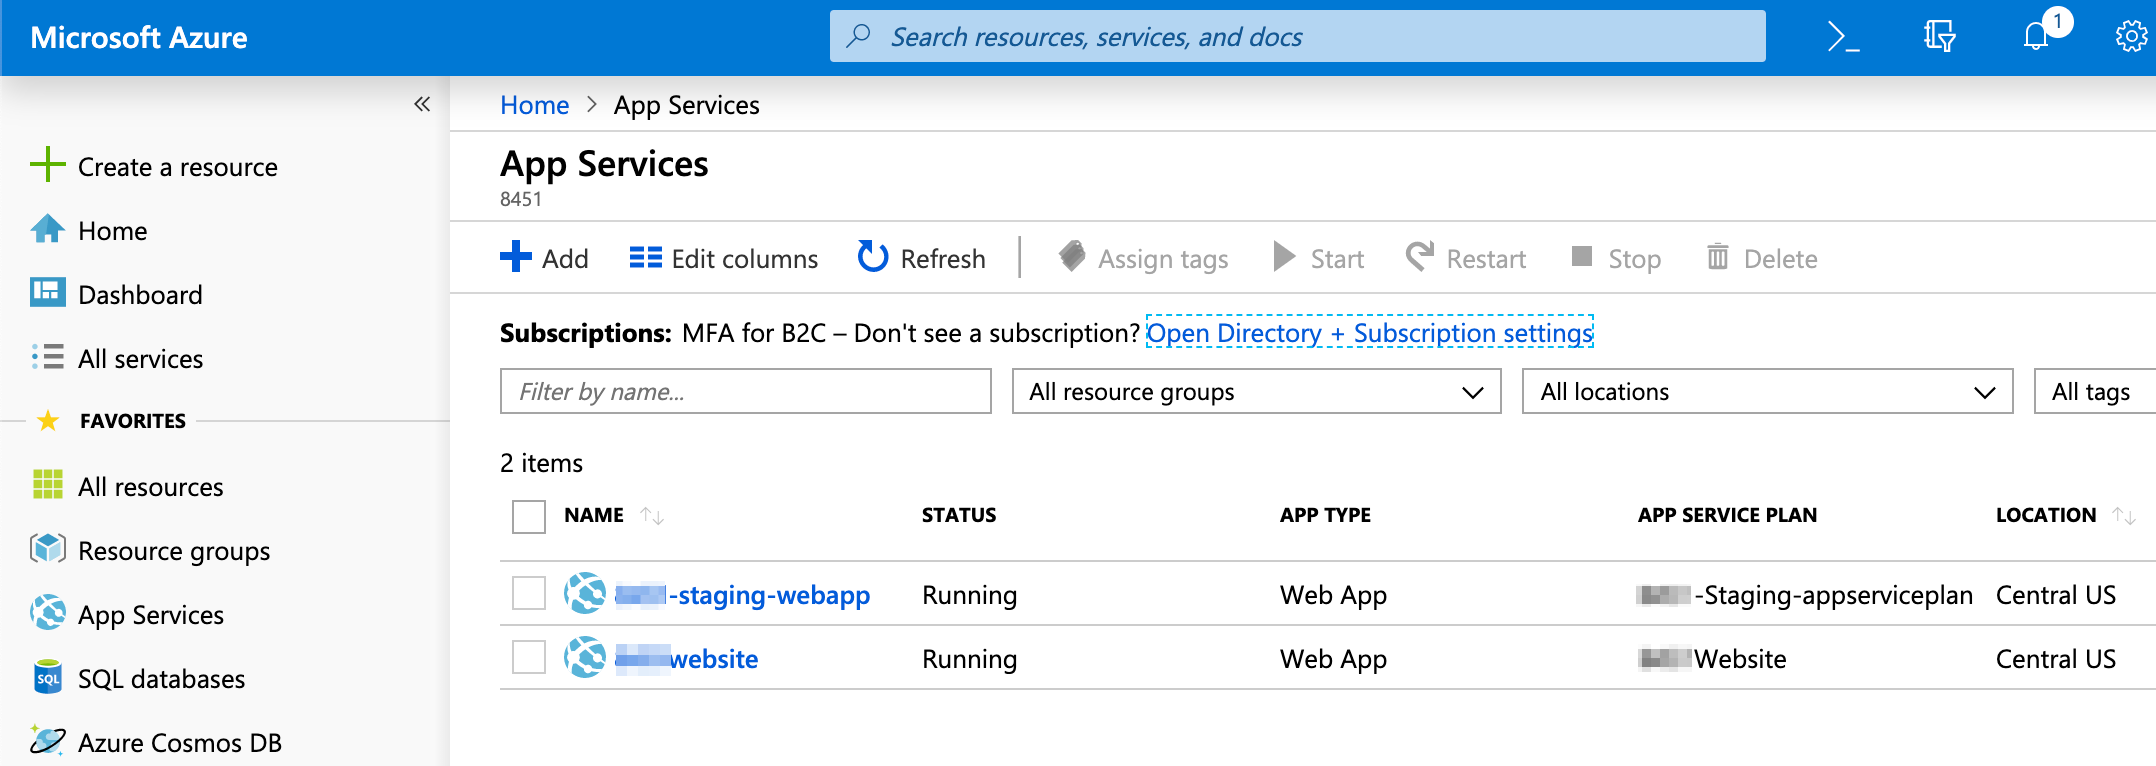 Microsoft Azure
Search resources, services, and docs
1
Create a resource
Home
Dashboard
All services
FAVORITES
All resources
Resource groups
App Services
SQL databases
Azure Cosmos DB
Home > App Services
App Services
8451
Add Edit columns Refresh Assign tags Start Restart Stop Delete
Subscriptions: MFA for B2C – Don't see a subscription? Open Directory + Subscription settings
Filter by name... All resource groups All locations All tags
2 items
NAME STATUS APP TYPE APP SERVICE PLAN LOCATION
-staging-webapp Running Web App -Staging-appserviceplan Central US
website Running Web App Website Central US